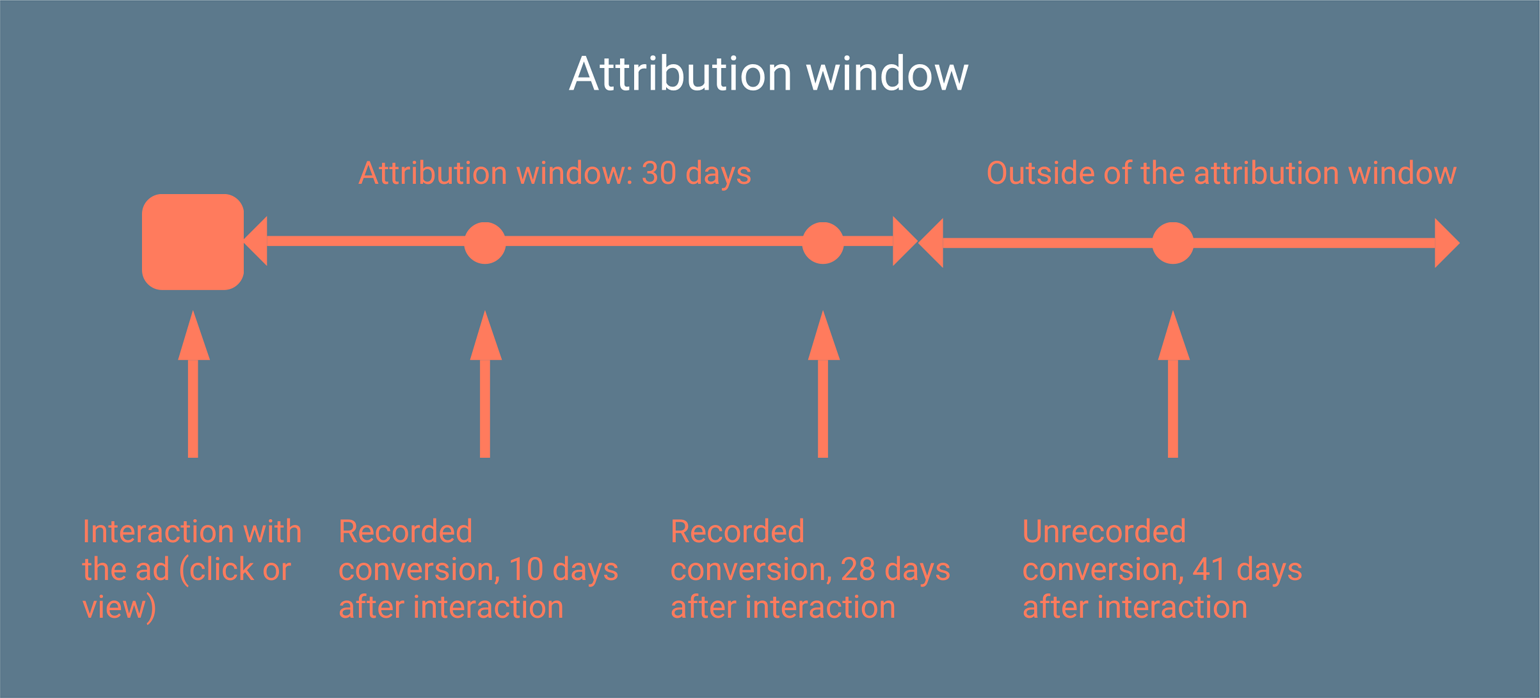 Attribution window
Attribution window: 30 days
Outside of the attribution window
Interaction with
the ad (click or
view)
Recorded
conversion, 10 days
after interaction
Recorded
conversion, 28 days
after interaction
Unrecorded
conversion, 41 days
after interaction